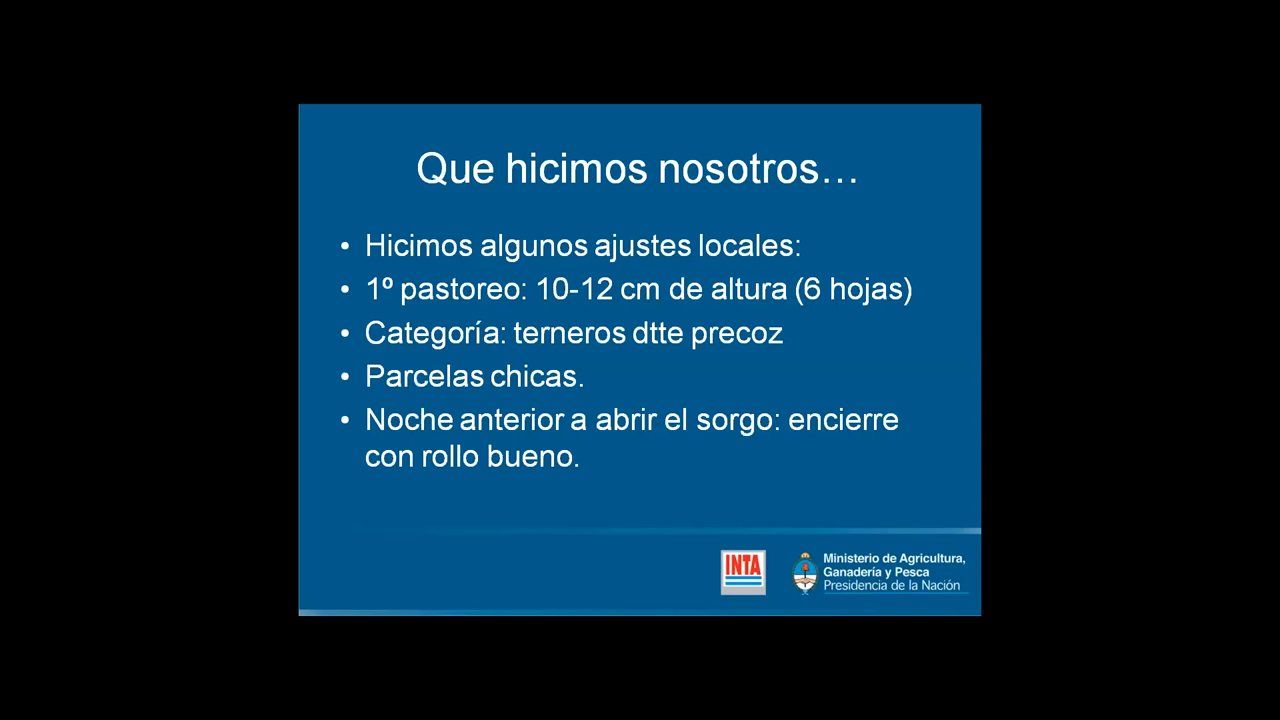 Que hicimos nosotros…
• Hicimos algunos ajustes locales:
• 1º pastoreo: 10-12 cm de altura (6 hojas)
• Categoría: terneros dtte precoz
• Parcelas chicas.
• Noche anterior a abrir el sorgo: encierre
con rollo bueno.
INTA
Ministerio de Agricultura,
Ganadería y Pesca
Presidencia de la Nación